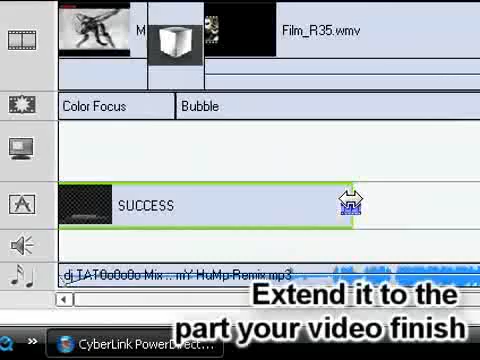 M
Film_R35.wmv
Color Focus
Bubble
A
SUCCESS
dj TAT0o0o0o Mix ... mY HuMp Remix.mp3
Extend it to the
part your video finish
»
CyberLink PowerDirect...